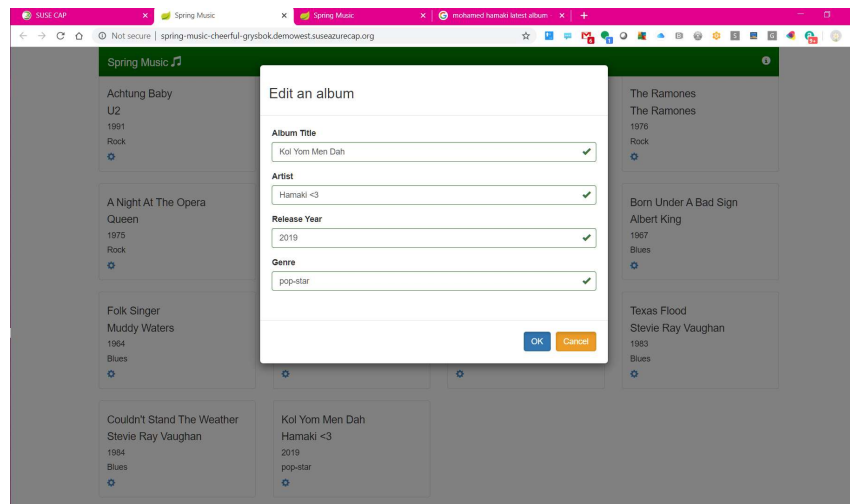 SUSE CAP
Spring Music
Spring Music
mohamed hamaki latest album -
Not secure | spring-music-cheerful-grysbok.demowest.suseazurecap.org
Spring Music
Achtung Baby
U2
1991
Rock
The Ramones
The Ramones
1976
Rock
Edit an album
Album Title
Kol Yom Men Dah
Artist
Hamaki <3
Release Year
2019
Genre
pop-star
OK
Cancel
A Night At The Opera
Queen
1975
Rock
Born Under A Bad Sign
Albert King
1967
Blues
Folk Singer
Muddy Waters
1964
Blues
Texas Flood
Stevie Ray Vaughan
1983
Blues
Couldn't Stand The Weather
Stevie Ray Vaughan
1984
Blues
Kol Yom Men Dah
Hamaki <3
2019
pop-star